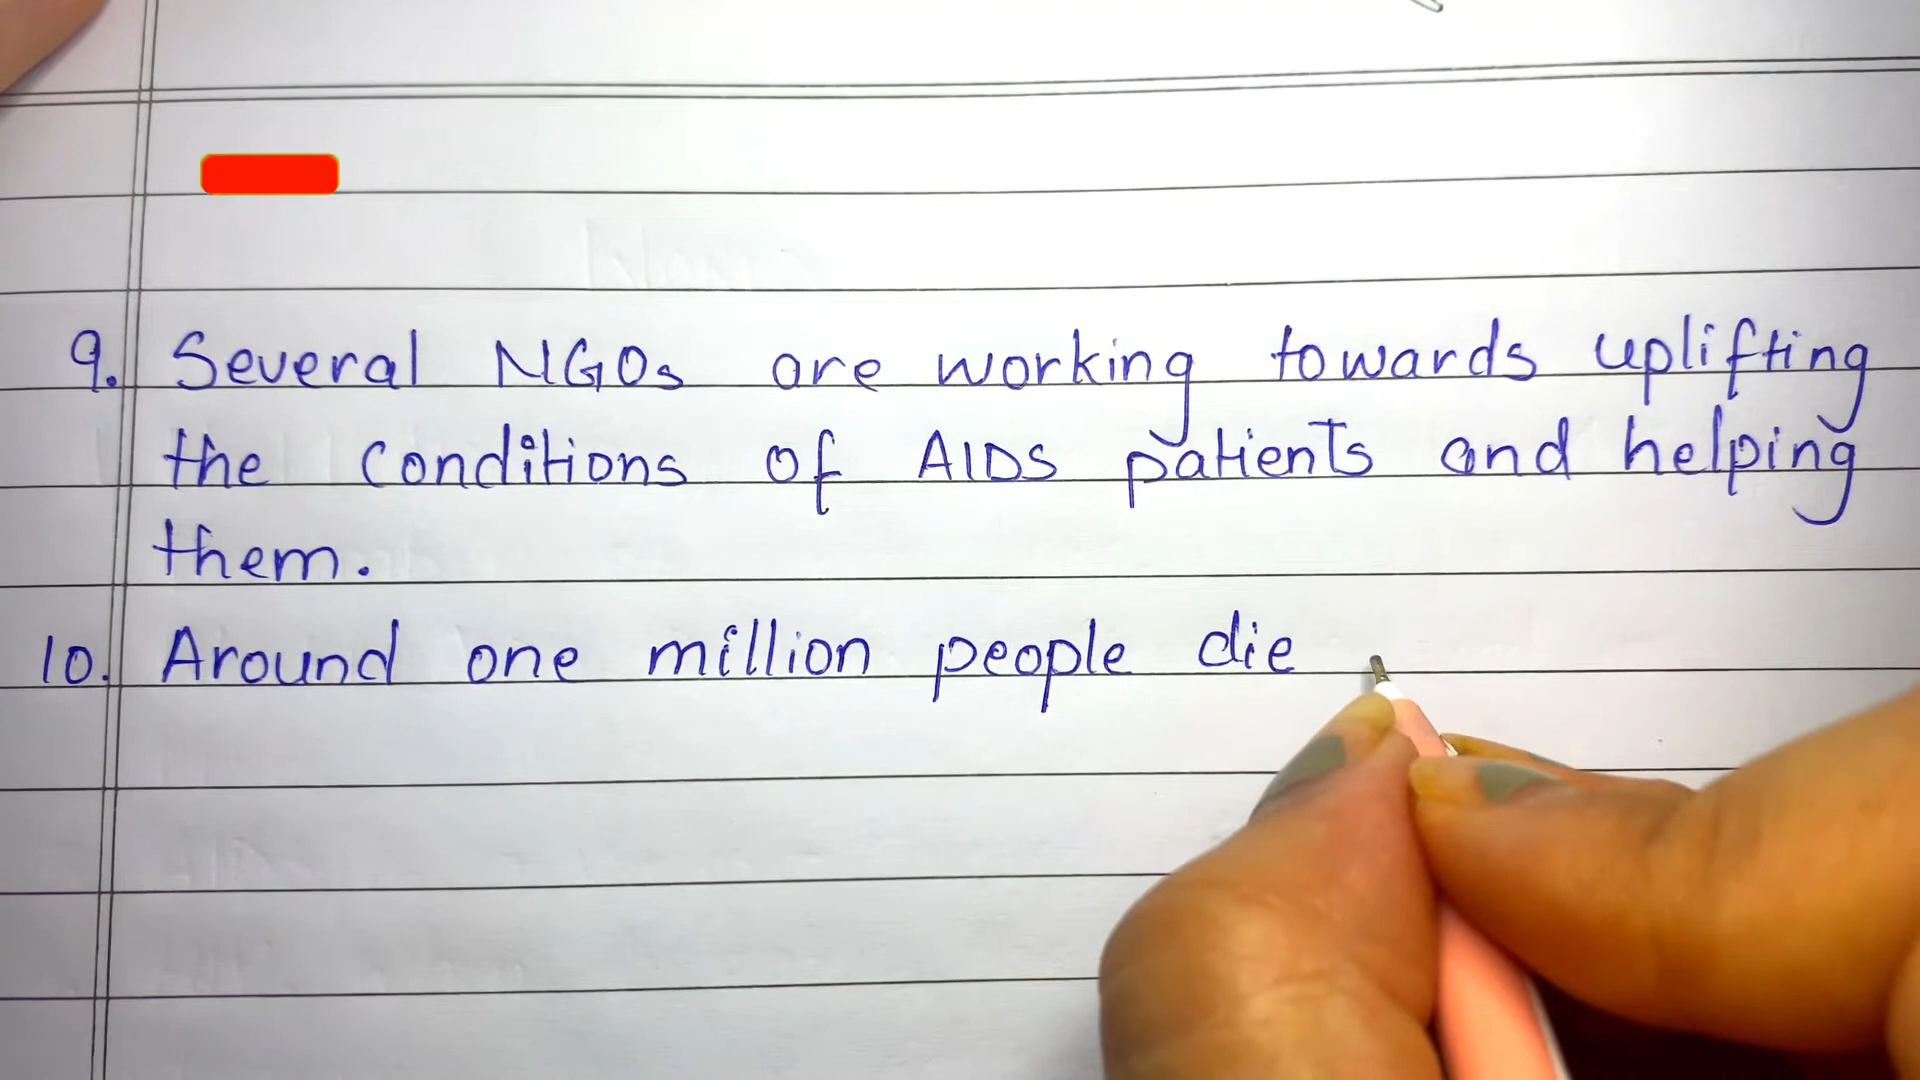 9. Several NGOs are working towards uplifting
the conditions of AIDS patients and helping
them.
10. Around one million people die